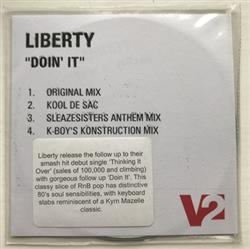 LIBERTY
"DOIN' IT"
1. ORIGINAL MIX
2. KOOL DE SAC
3. SLEAZESISTERS ANTHEM MIX
4. K-BOY'S KONSTRUCTION MIX
Liberty release the follow up to their
smash hit debut single 'Thinking It
Over' (sales of 100,000 and climbing)
with gorgeous follow up 'Doin It'. This
classy slice of RnB pop has distinctive
80's soul sensibilities, with keyboard
slabs reminiscent of a Kym Mazelle
classic.
V2